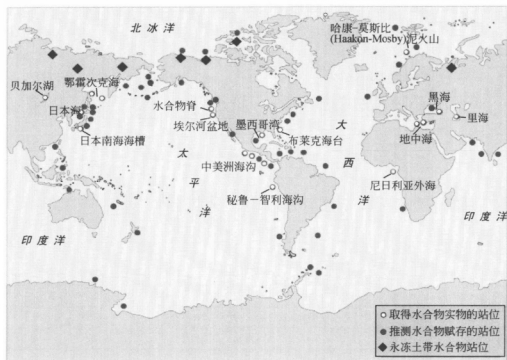 北冰洋
哈康-莫斯比
(Haakon-Mosby)泥火山
贝加尔湖
鄂霍次克海
日本海
日本南海海槽
水合物脊
埃尔河盆地
墨西哥湾
布莱克海台
大西洋
黑海
里海
地中海
太平洋
中美洲海沟
秘鲁-智利海沟
尼日利亚外海
印度洋
印度洋
取得水合物实物的站位
推测水合物赋存的站位
永冻土带水合物站位